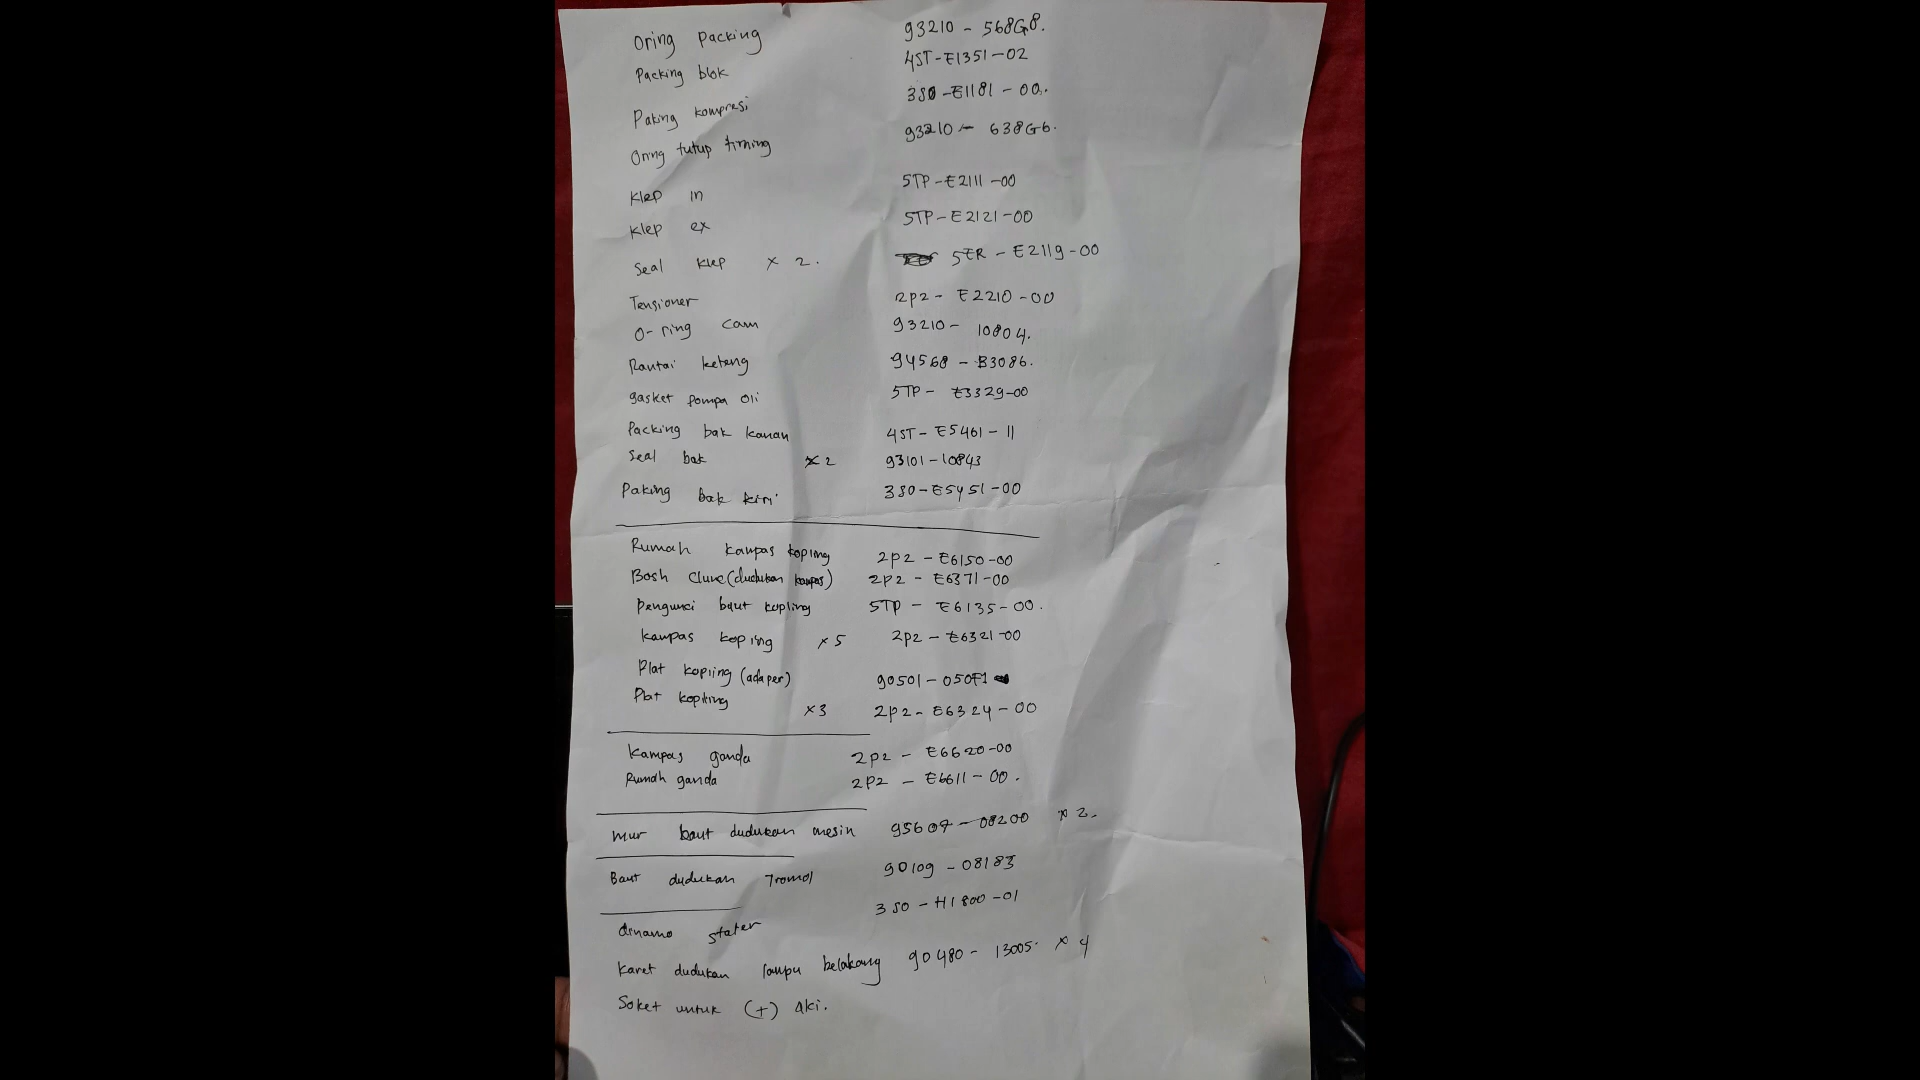 Oring packing 93210 - 568G8.
Packing blok 4ST-E1351-02
Paking kompresi 3S0-E1181-00.
Oring tutup timing 93210 - 638G6.
Klep in 5TP-E2111-00
Klep ex 5TP-E2121-00
Seal klep x 2. 5ER - E2119-00
Tensioner 2P2 - E2210-00
O-ring cam 93210 - 10804.
Rantai keteng 94568 - B3086.
gasket pompa oli 5TP - E3329-00
Packing bak kanan 4ST - E5461 - 11
Seal bak x2 93101-10843
Paking bak kiri 3S0-E5451-00
Rumah kampas kopling 2P2 - E6150-00
Bosh (dudukan kampas) 2P2 - E6371-00
Pengunci baut kopling 5TP - E6135-00.
kampas kopling x5 2P2 - E6321-00
Plat kopling (ada per) 90501-050F1
Plat kopling x3 2P2 - E6324-00
Kampas ganda 2P2 - E6620-00
Rumah ganda 2P2 - E6611-00.
mur baut dudukan mesin 95607-08200 x 2.
Baut dudukan Tromol 90109 - 08183
dinamo stater 3S0 - H1800-01
Karet dudukan lampu belakang 90480 - 13005. x 4
Soket untuk (+) Aki.